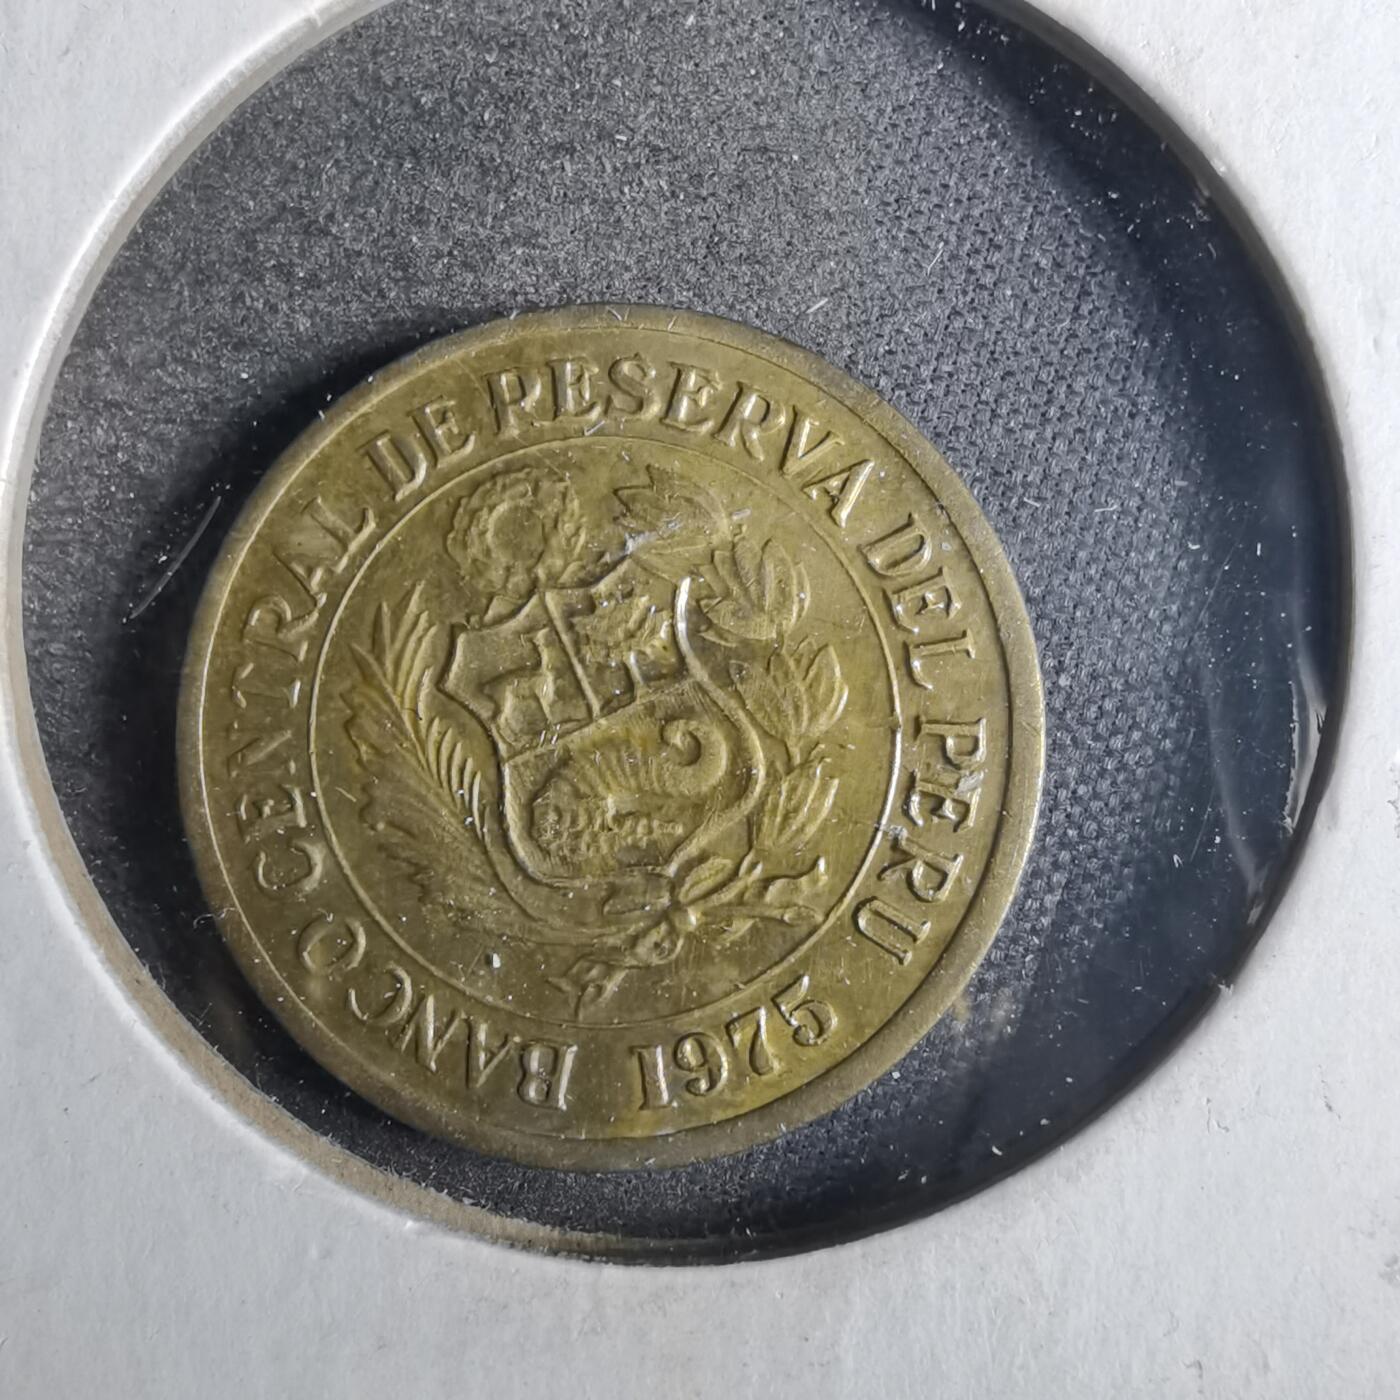 BANCO CENTRAL DE RESERVA DEL PERU
1975